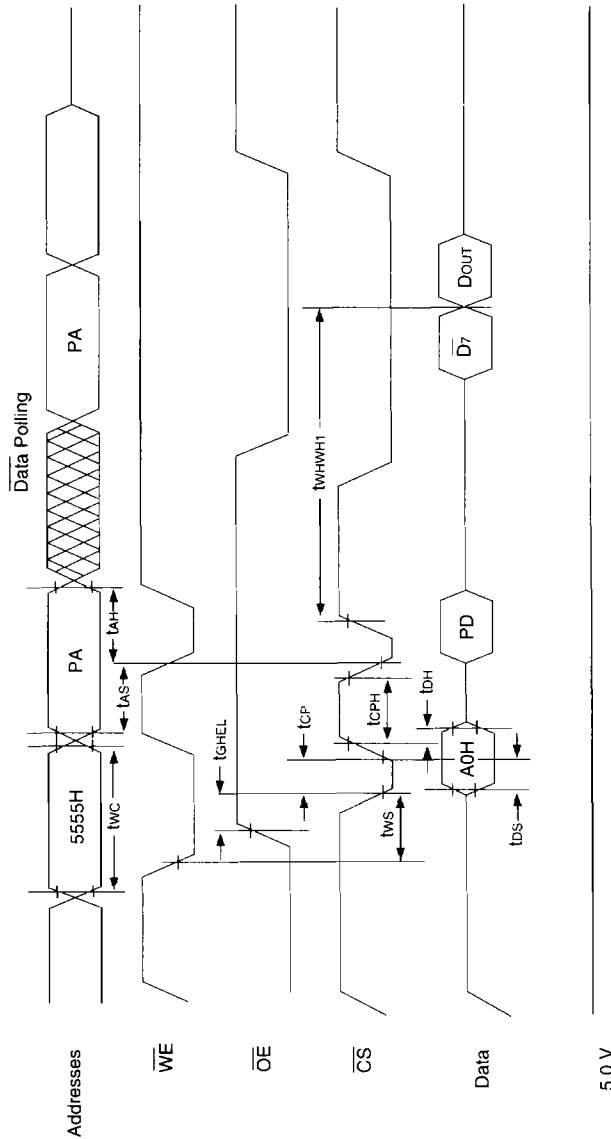 Data Polling
Addresses
5555H
PA
PA
tWC
tAS
tAH
WE
OE
tGHEL
CS
tWS
tCP
tCPH
tWHWH1
Data
A0H
PD
D7
DOUT
tDS
tDH
5.0 V